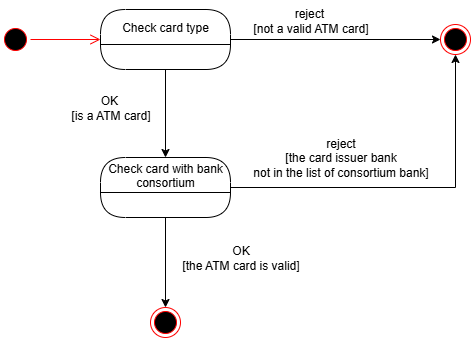 Check card type
reject
[not a valid ATM card]
OK
[is a ATM card]
reject
[the card issuer bank
not in the list of consortium bank]
Check card with bank
consortium
OK
[the ATM card is valid]